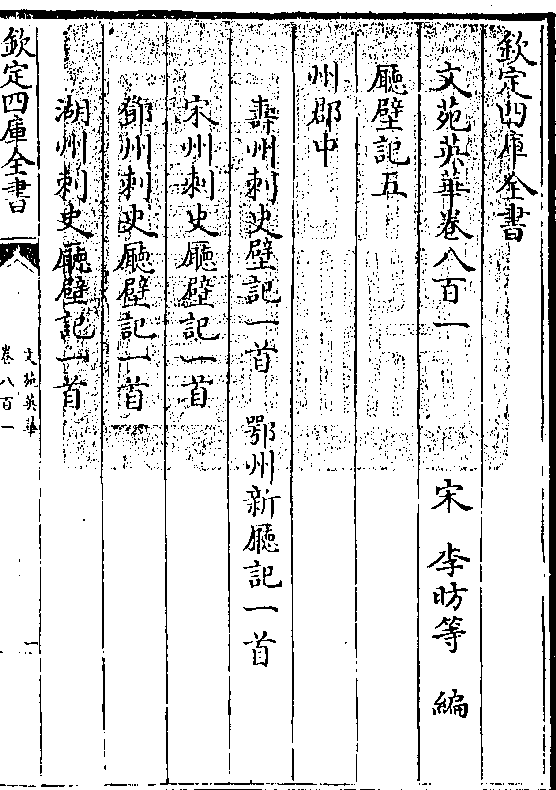 欽定四庫全書
文苑英華卷八百一
宋 李昉等 編
廳壁記五
州郡中
壽州刺史壁記一首 鄂州新廳記一首
宋州刺史廳壁記一首
鄧州刺史廳壁記一首
湖州刺史廳壁記一首
欽定四庫全書
文苑英華
卷八百一
一